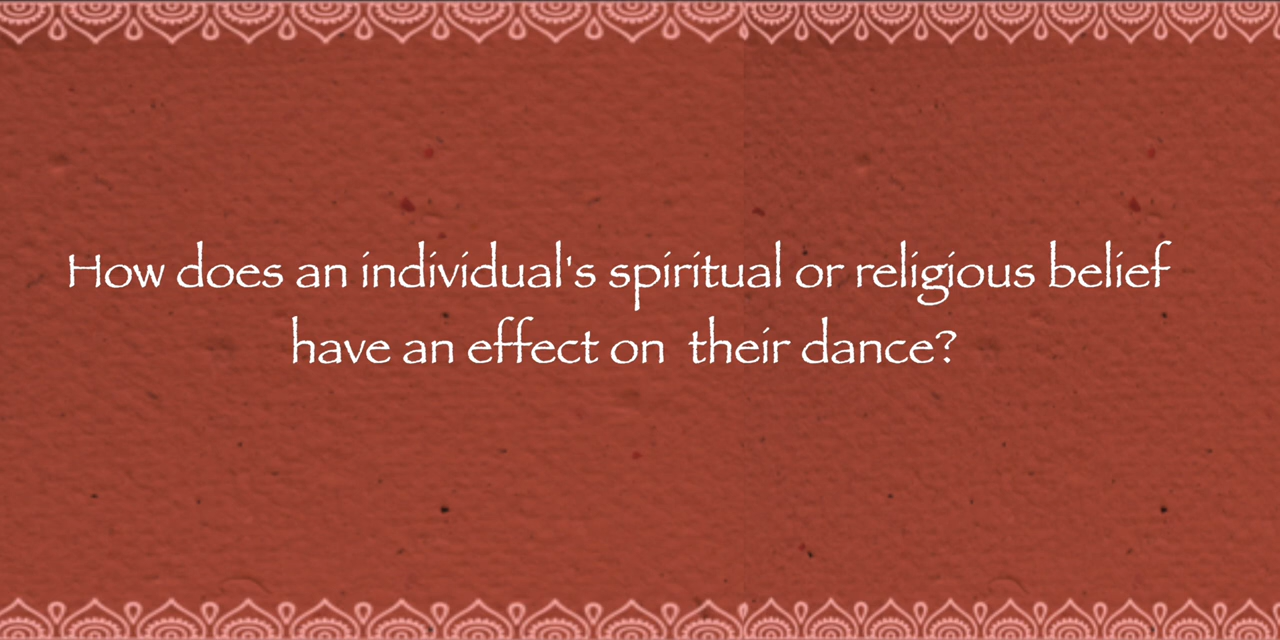 How does an individual's spiritual or religious belief
have an effect on  their dance?